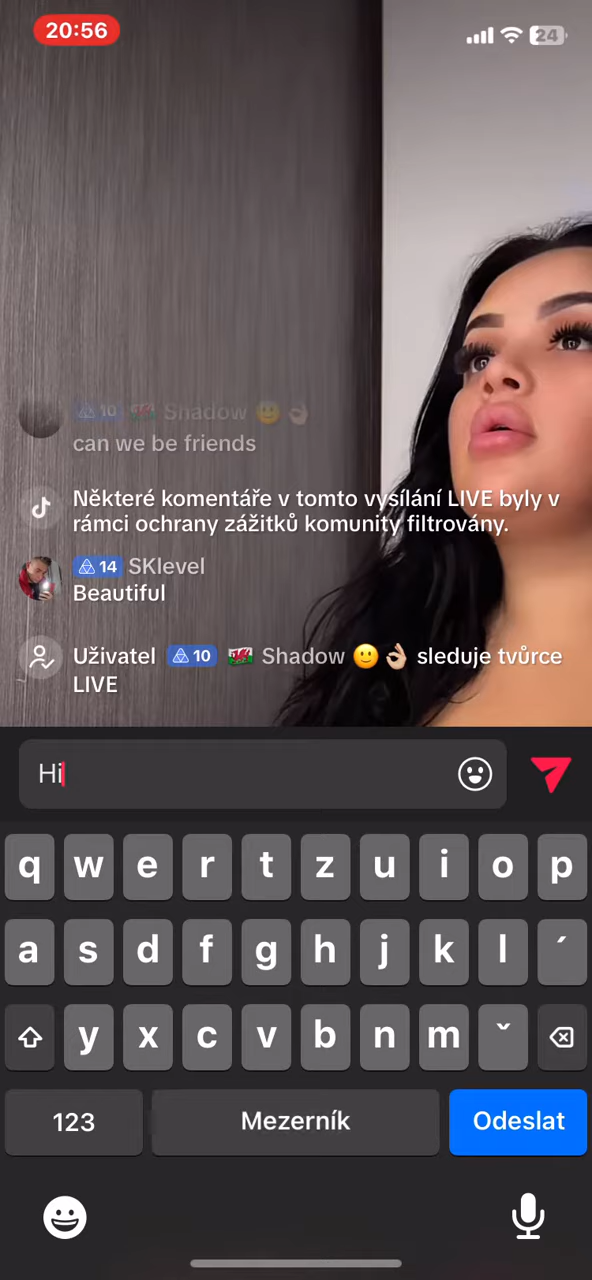 20:56
24
10 Shadow
can we be friends
Některé komentáře v tomto vysílání LIVE byly v
rámci ochrany zážitků komunity filtrovány.
14 SKlevel
Beautiful
Uživatel 10 Shadow 🙂👌🏼 sleduje tvůrce
LIVE
Hi
q w e r t z u i o p
a s d f g h j k l ´
y x c v b n m ˇ
123 Mezerník Odeslat